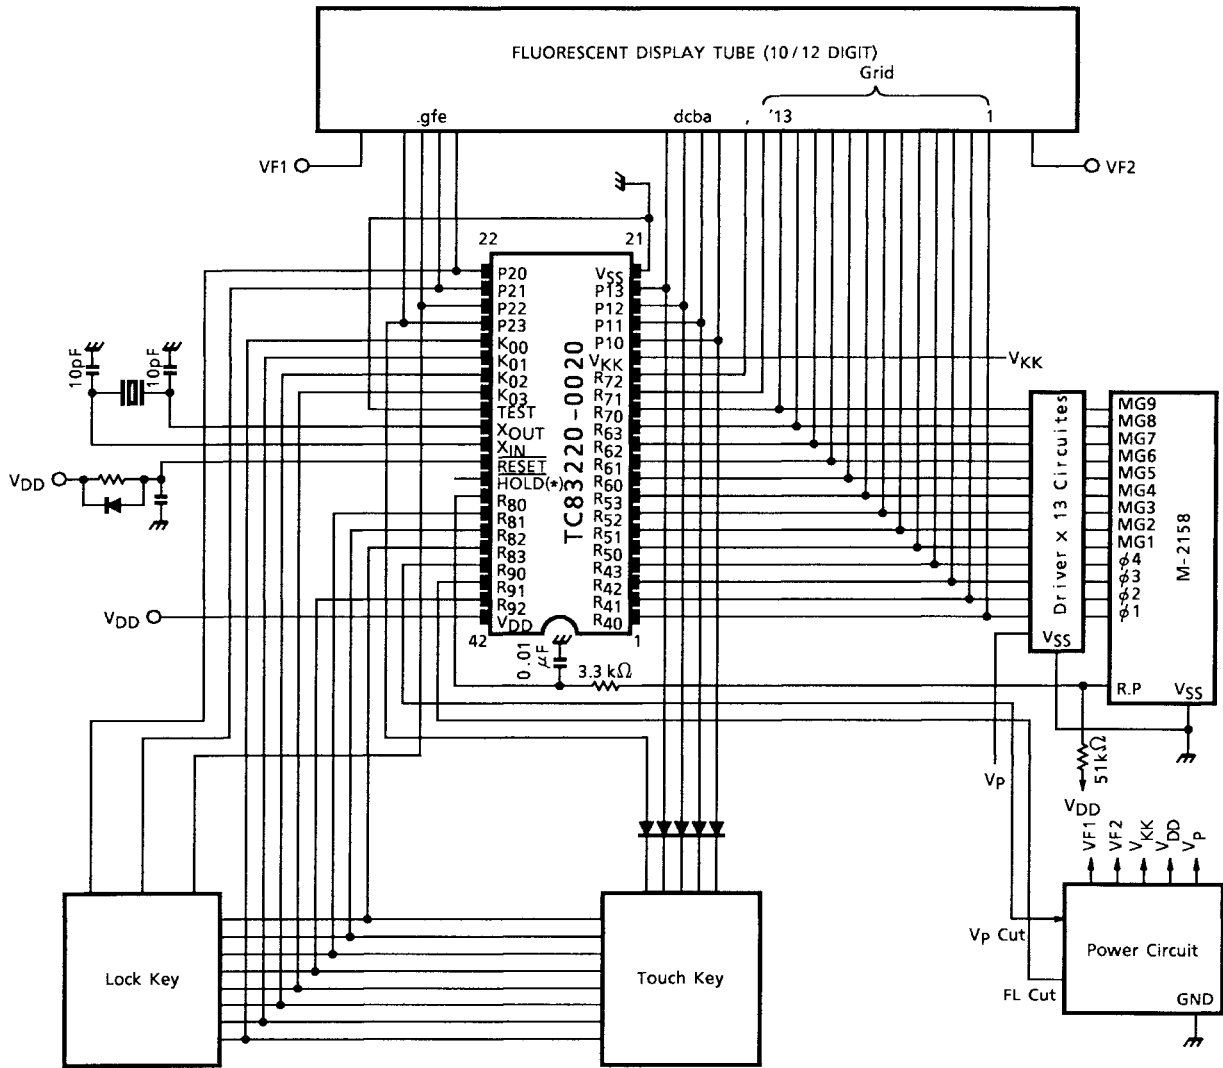 FLUORESCENT DISPLAY TUBE (10/12 DIGIT)
Grid
.gfe
dcba
,
'13
1
VF1
VF2
22
21
P20
P21
P22
P23
K00
K01
K02
K03
TEST
XOUT
XIN
RESET
HOLD(*)
R80
R81
R82
R83
R90
R91
R92
VDD
42
TC83220-0020
VSS
P13
P12
P11
P10
VKK
R72
R71
R70
R63
R62
R61
R60
R53
R52
R51
R50
R43
R42
R41
R40
1
VKK
10pF
10pF
VDD
VDD
0.01
μF
3.3 kΩ
Driver x 13 Circuites
VSS
MG9
MG8
MG7
MG6
MG5
MG4
MG3
MG2
MG1
ϕ4
ϕ3
ϕ2
ϕ1
M-2158
R.P
VSS
VP
51kΩ
VDD
VF1
VF2
VKK
VDD
VP
VP Cut
FL Cut
Power Circuit
GND
Lock Key
Touch Key